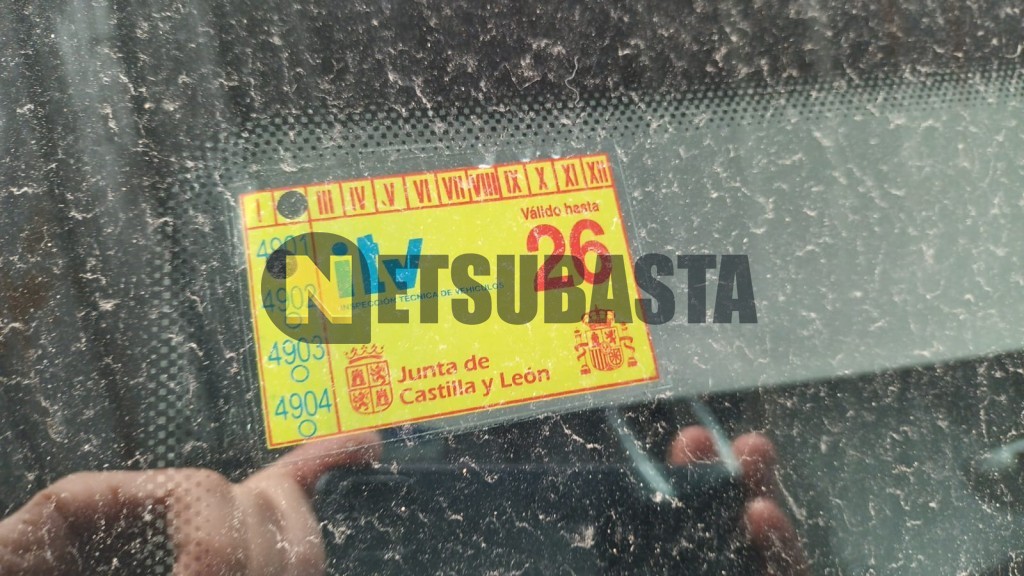 I III IV V VI VII VIII IX X XI XII
Válido hasta
26
4901
itv
INSPECCIÓN TÉCNICA DE VEHÍCULOS
NETSUBASTA
4902
4903
4904
Junta de
Castilla y León